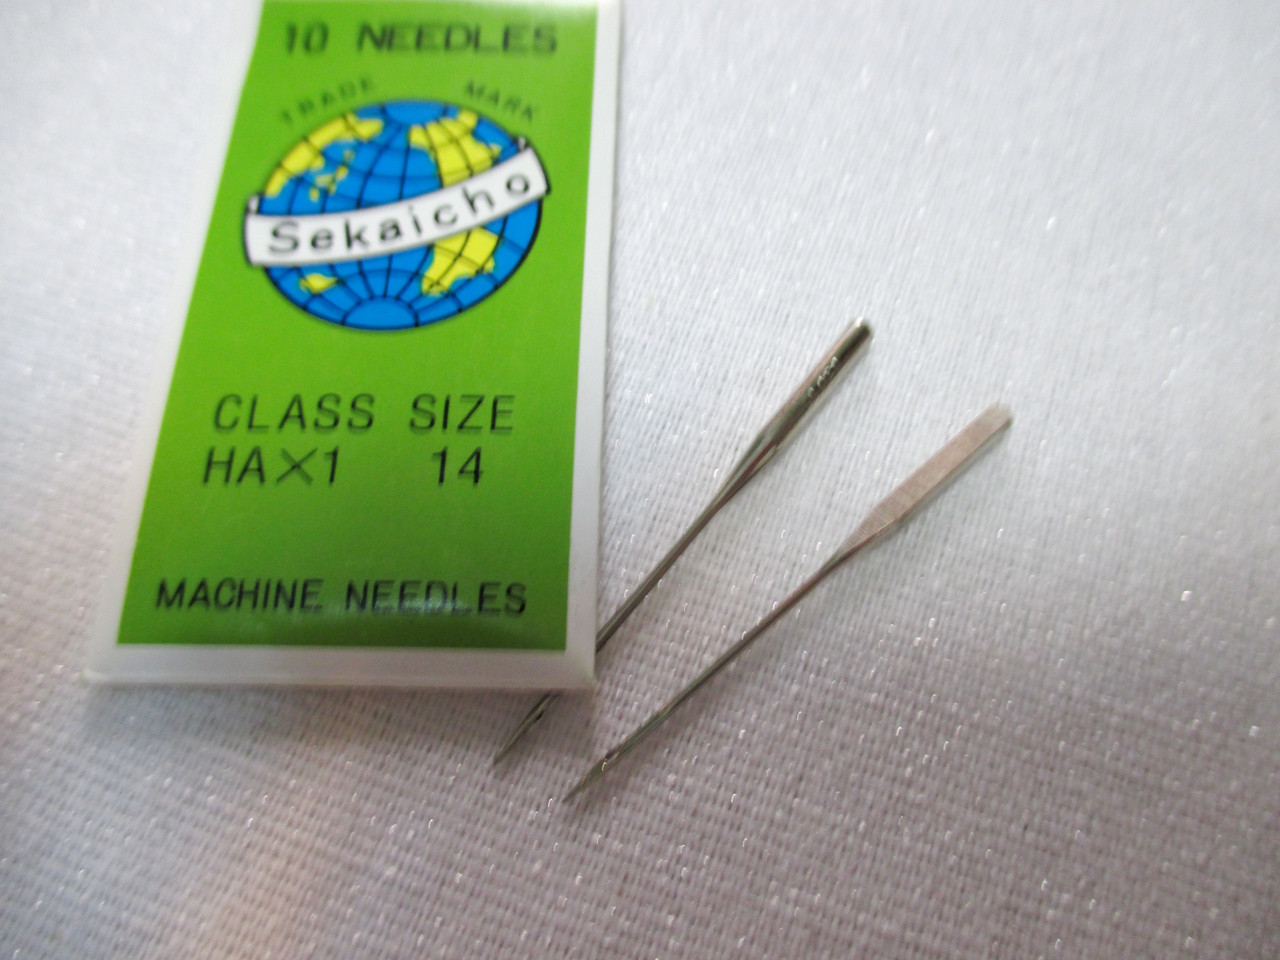 10 NEEDLES
TRADE MARK
Sekaicho
CLASS SIZE
HA×1 14
MACHINE NEEDLES